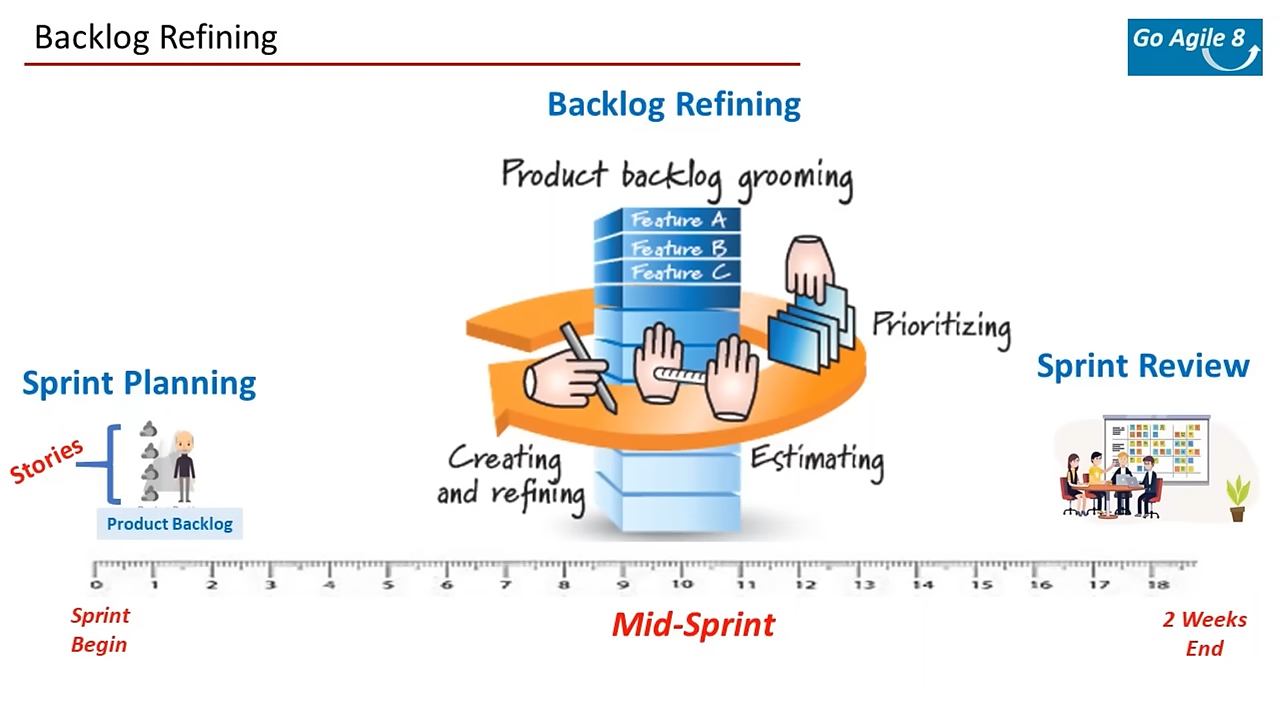 Backlog Refining
Go Agile 8
Backlog Refining
Product backlog grooming
Feature A
Feature B
Feature C
Prioritizing
Sprint Planning
Sprint Review
Stories
Creating
and refining
Estimating
Product Backlog
0 1 2 3 4 5 6 7 8 9 10 11 12 13 14 15 16 17 18
Sprint
Begin
Mid-Sprint
2 Weeks
End